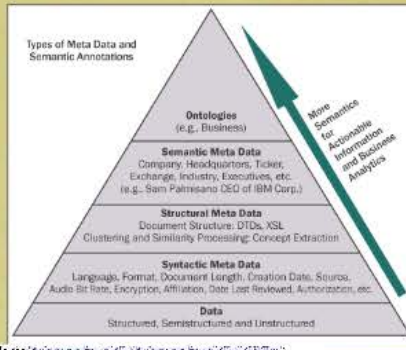 Types of Meta Data and
Semantic Annotations
Ontologies
(e.g., Business)
Semantic Meta Data
Company, Headquarters, Ticker,
Exchange, Industry, Executives, etc.
(e.g., Sam Palmisano CEO of IBM Corp.)
Structural Meta Data
Document Structure: DTDs, XSL
Clustering and Similarity Processing: Concept Extraction
Syntactic Meta Data
Language, Format, Document Length, Creation Date, Source,
Audio Bit Rate, Encryption, Affiliation, Date Last Reviewed, Authorization, etc.
Data
Structured, Semistructured and Unstructured
More
Semantics
for
Actionable
Information
and Business
Analytics